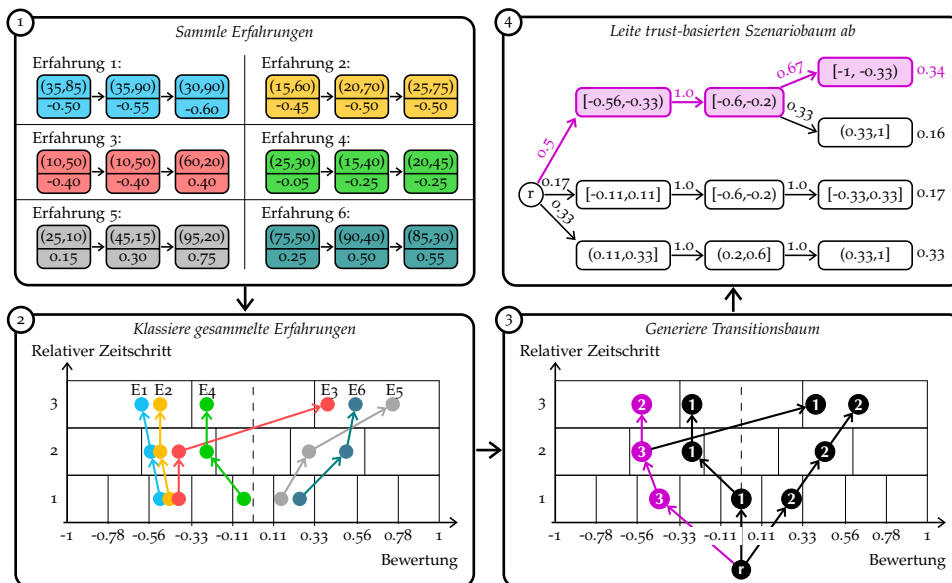 1
Sammle Erfahrungen
Erfahrung 1:
(35,85) (35,90) (30,90)
-0.50 -0.55 -0.60
Erfahrung 2:
(15,60) (20,70) (25,75)
-0.45 -0.50 -0.50
Erfahrung 3:
(10,50) (10,50) (60,20)
-0.40 -0.40 0.40
Erfahrung 4:
(25,30) (15,40) (20,45)
-0.05 -0.25 -0.25
Erfahrung 5:
(25,10) (45,15) (95,20)
0.15 0.30 0.75
Erfahrung 6:
(75,50) (90,40) (85,30)
0.25 0.50 0.55
2
Klassiere gesammelte Erfahrungen
Relativer Zeitschritt
E1 E2 E4 E3 E6 E5
3
2
1
-1 -0.78 -0.56 -0.33 -0.11 0.11 0.33 0.56 0.78 1
Bewertung
3
Generiere Transitionsbaum
Relativer Zeitschritt
3 2 1 1 2
2 3 1 2
1 3 1 2
-1 -0.78 -0.56 -0.33 -0.11 0.11 0.33 0.56 0.78 1
Bewertung
r
4
Leite trust-basierten Szenariobaum ab
0.5 [-0.56,-0.33) 1.0 [-0.6,-0.2) 0.67 [-1, -0.33) 0.34
0.33 (0.33,1] 0.16
r 0.17 [-0.11,0.11] 1.0 [-0.6,-0.2) 1.0 [-0.33,0.33] 0.17
0.33 (0.11,0.33] 1.0 (0.2,0.6] 1.0 (0.33,1] 0.33